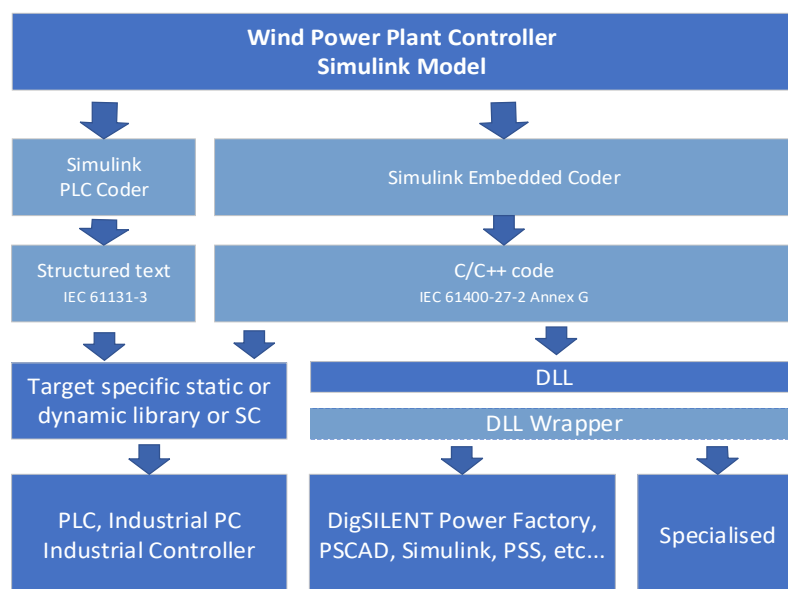 Wind Power Plant Controller
Simulink Model
Simulink
PLC Coder
Simulink Embedded Coder
Structured text
IEC 61131-3
C/C++ code
IEC 61400-27-2 Annex G
Target specific static or
dynamic library or SC
DLL
DLL Wrapper
PLC, Industrial PC
Industrial Controller
DigSILENT Power Factory,
PSCAD, Simulink, PSS, etc...
Specialised